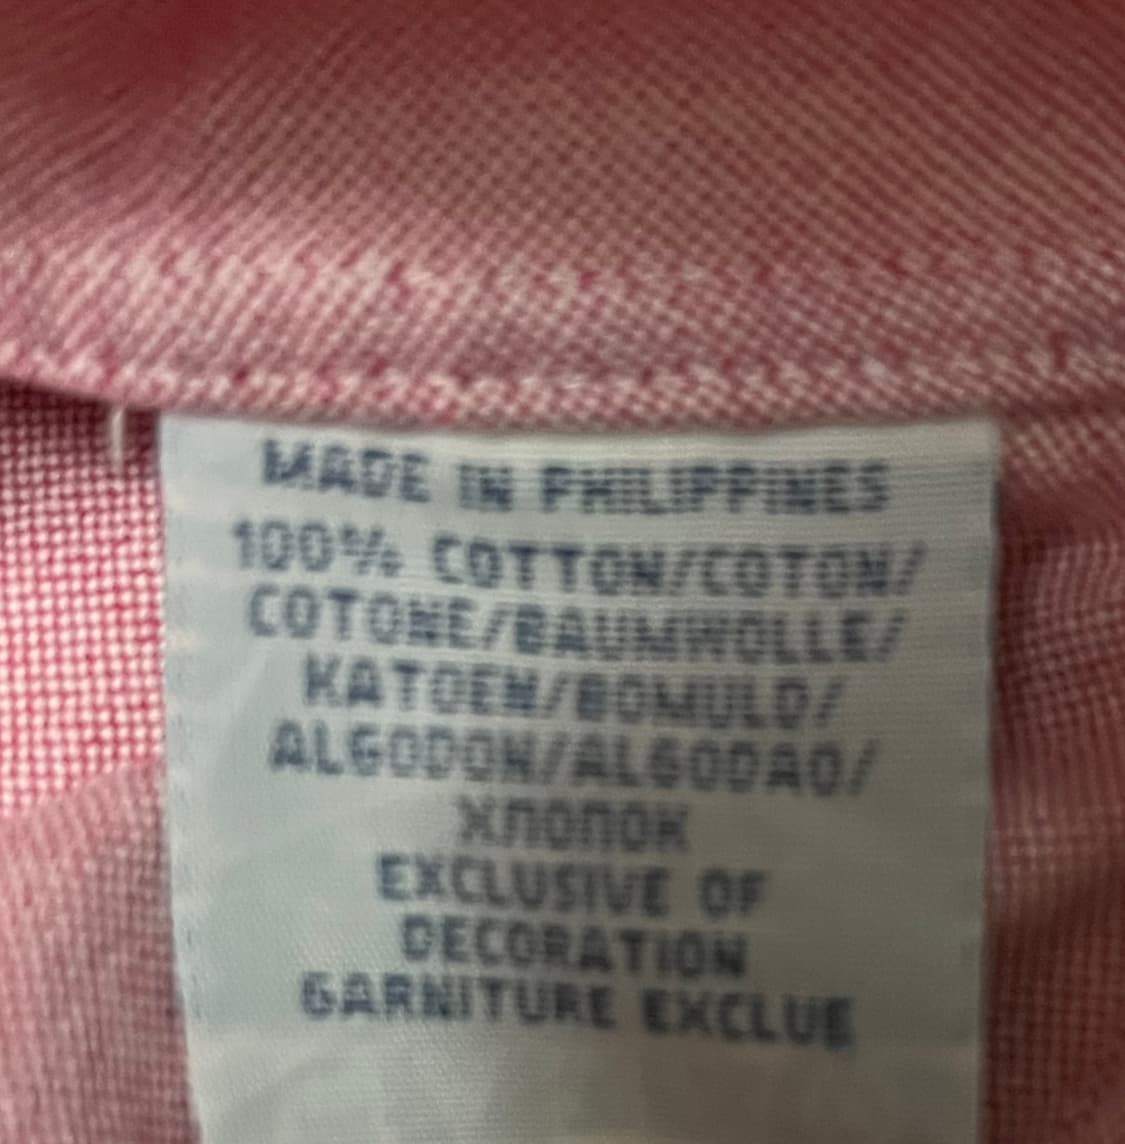 MADE IN PHILIPPINES
100% COTTON/COTON/
COTONE/BAUMWOLLE/
KATOEN/BOMULD/
ALGODON/ALGODAO/
ХЛОПОК
EXCLUSIVE OF
DECORATION
GARNITURE EXCLUE